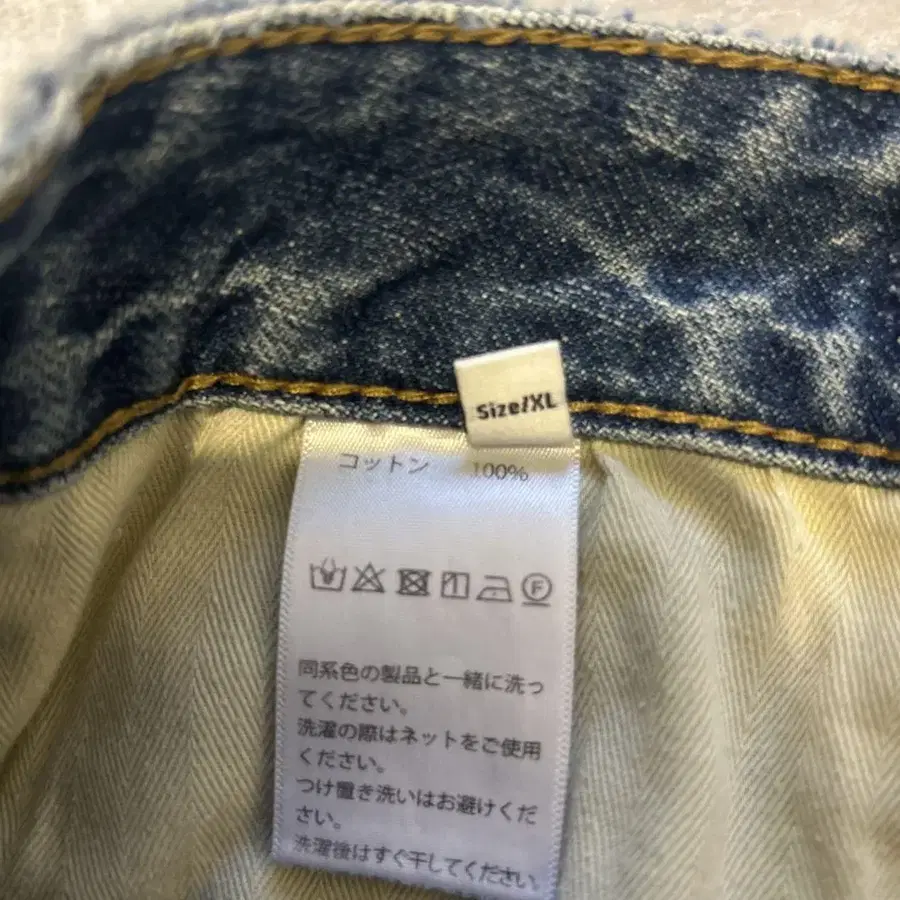 Size/XL
コットン 100%
F
同系色の製品と一緒に洗っ
てください。
洗濯の際はネットをご使用
ください。
つけ置き洗いはお避けくだ
さい。
洗濯後はすぐ干してください。